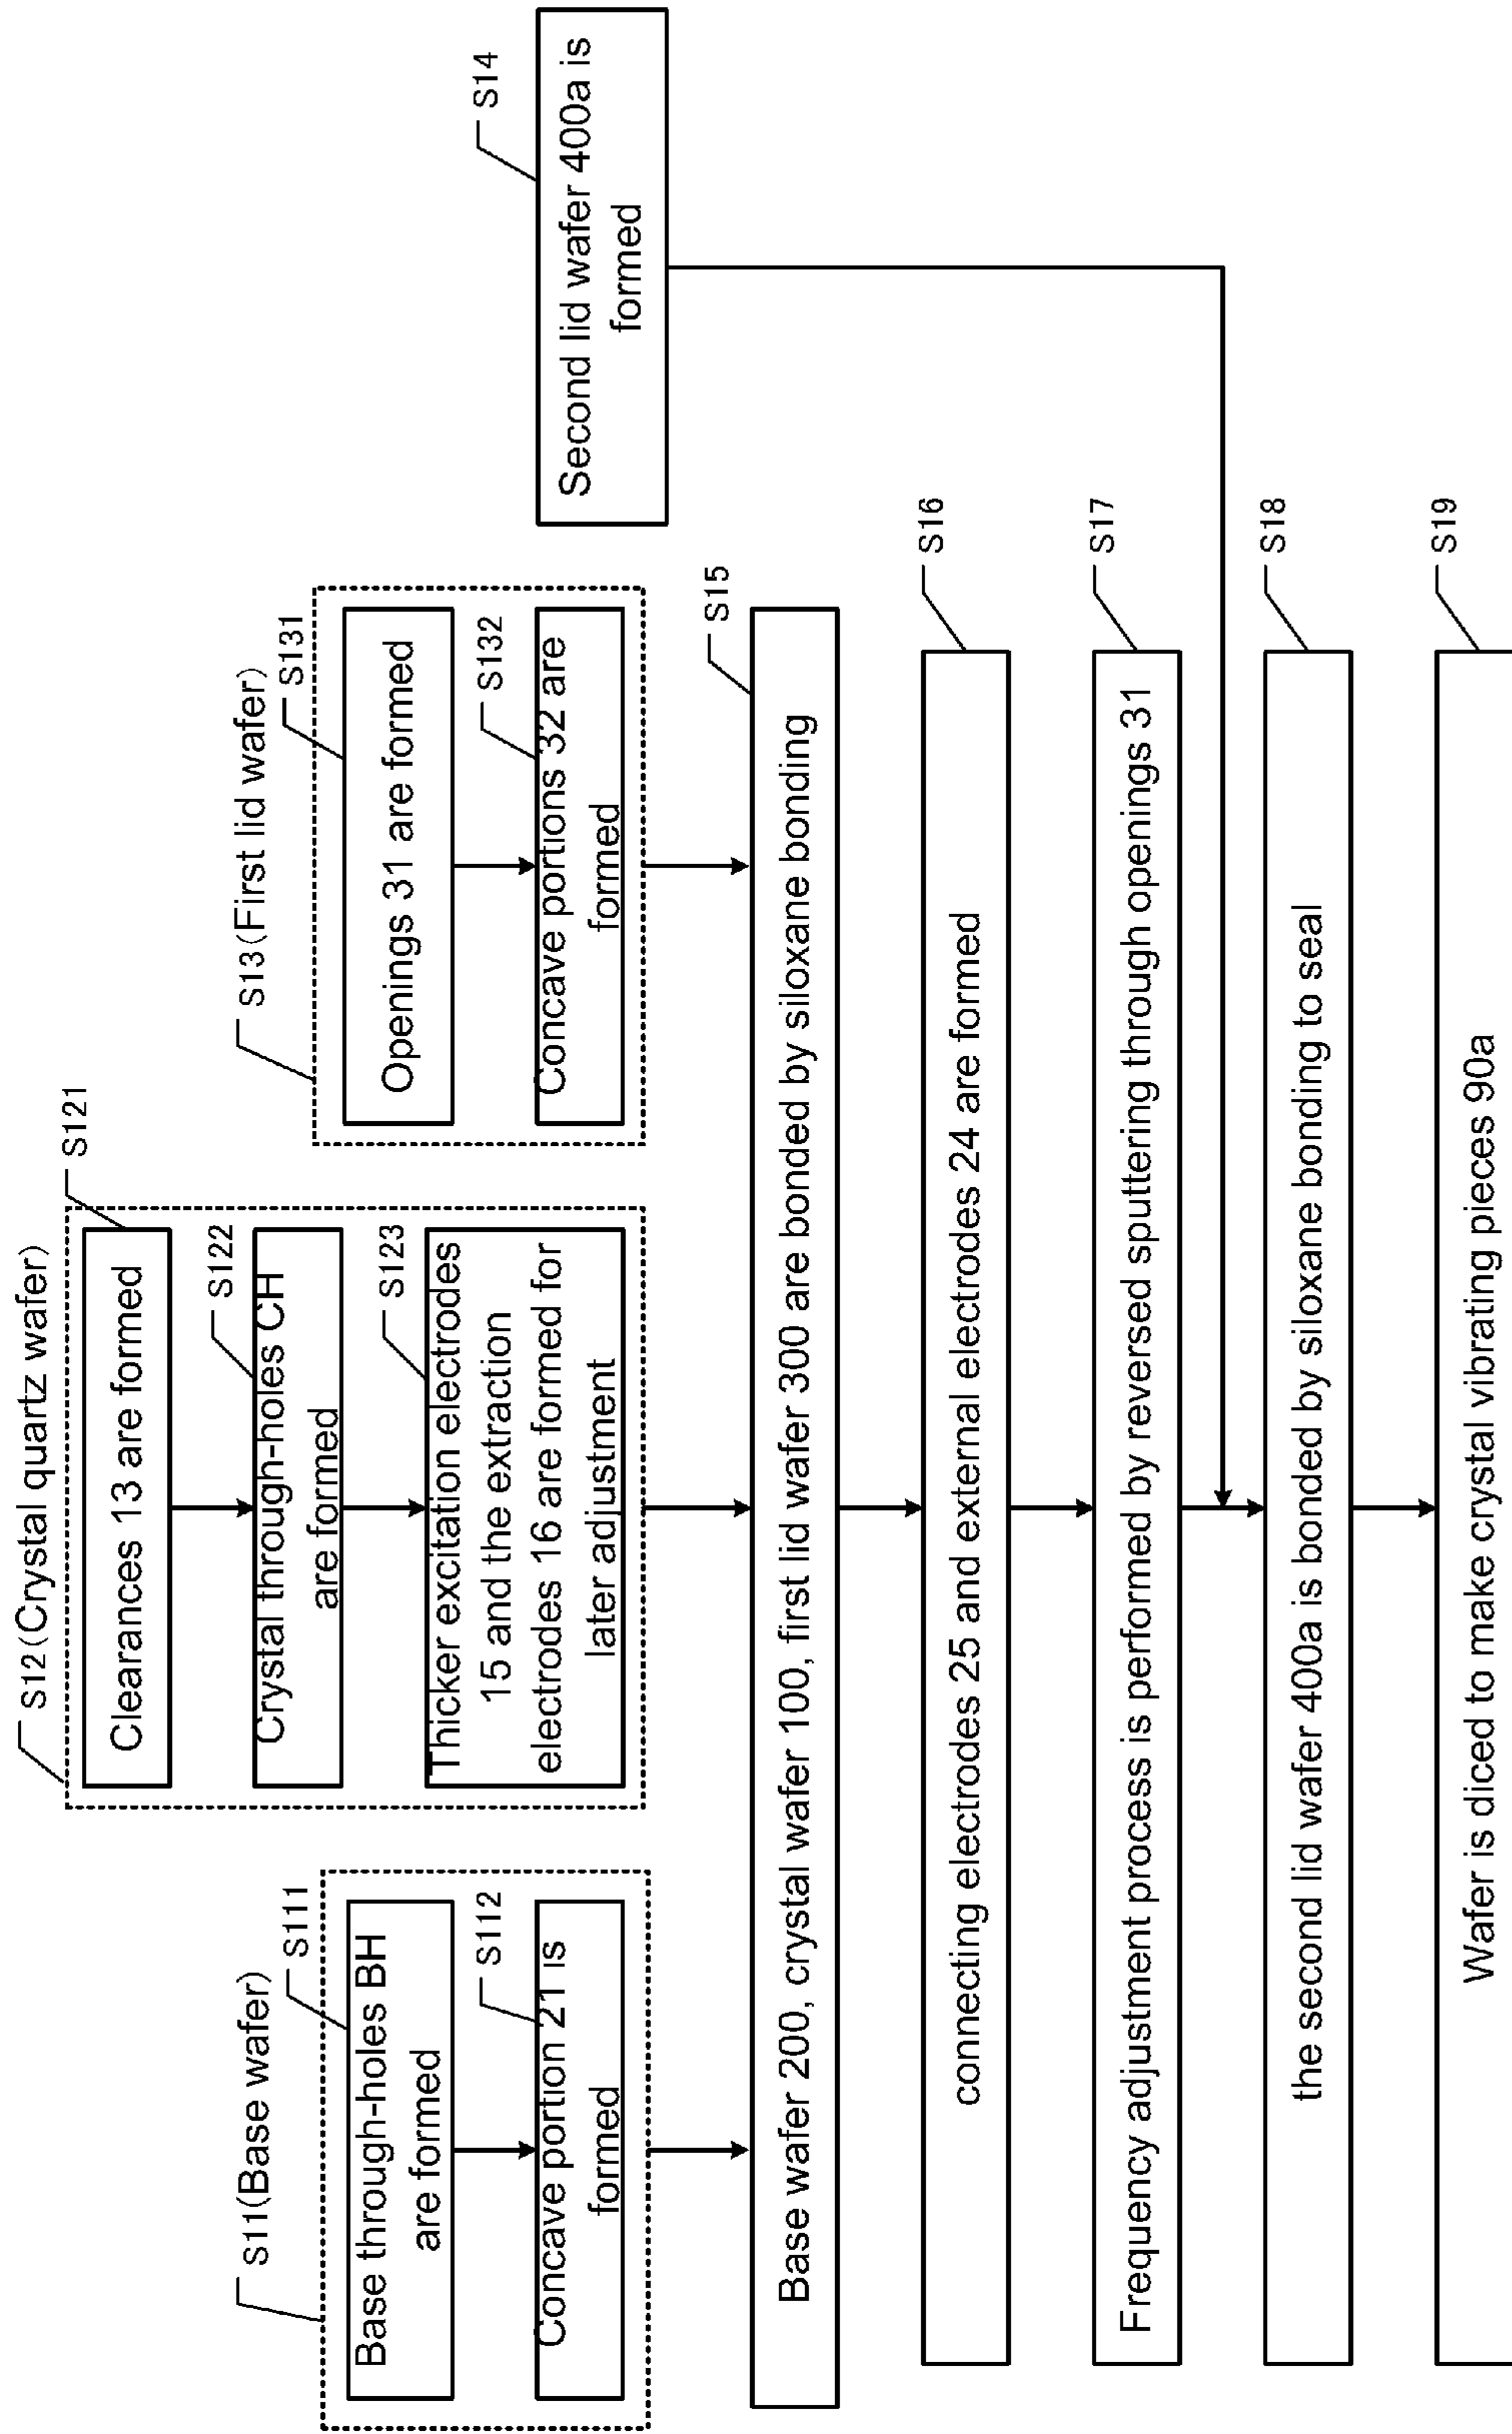 S11(Base wafer)
S111
Base through-holes BH
are formed
S112
Concave portion 21 is
formed
S12(Crystal quartz wafer)
S121
Clearances 13 are formed
S122
Crystal through-holes CH
are formed
S123
Thicker excitation electrodes
15 and the extraction
electrodes 16 are formed for
later adjustment
S13(First lid wafer)
S131
Openings 31 are formed
S132
Concave portions 32 are
formed
S14
Second lid wafer 400a is
formed
S15
Base wafer 200, crystal wafer 100, first lid wafer 300 are bonded by siloxane bonding
S16
connecting electrodes 25 and external electrodes 24 are formed
S17
Frequency adjustment process is performed by reversed sputtering through openings 31
S18
the second lid wafer 400a is bonded by siloxane bonding to seal
S19
Wafer is diced to make crystal vibrating pieces 90a